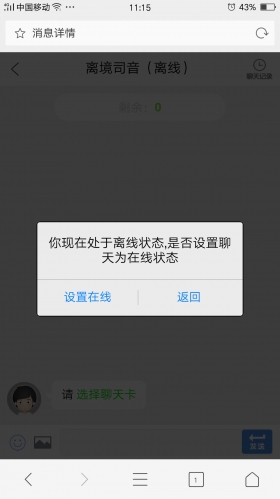 中国移动 11:15 43%
消息详情
离境司音（离线）
聊天记录
剩余: 0
你现在处于离线状态,是否设置聊
天为在线状态
设置在线 返回
请 选择聊天卡
发送
1